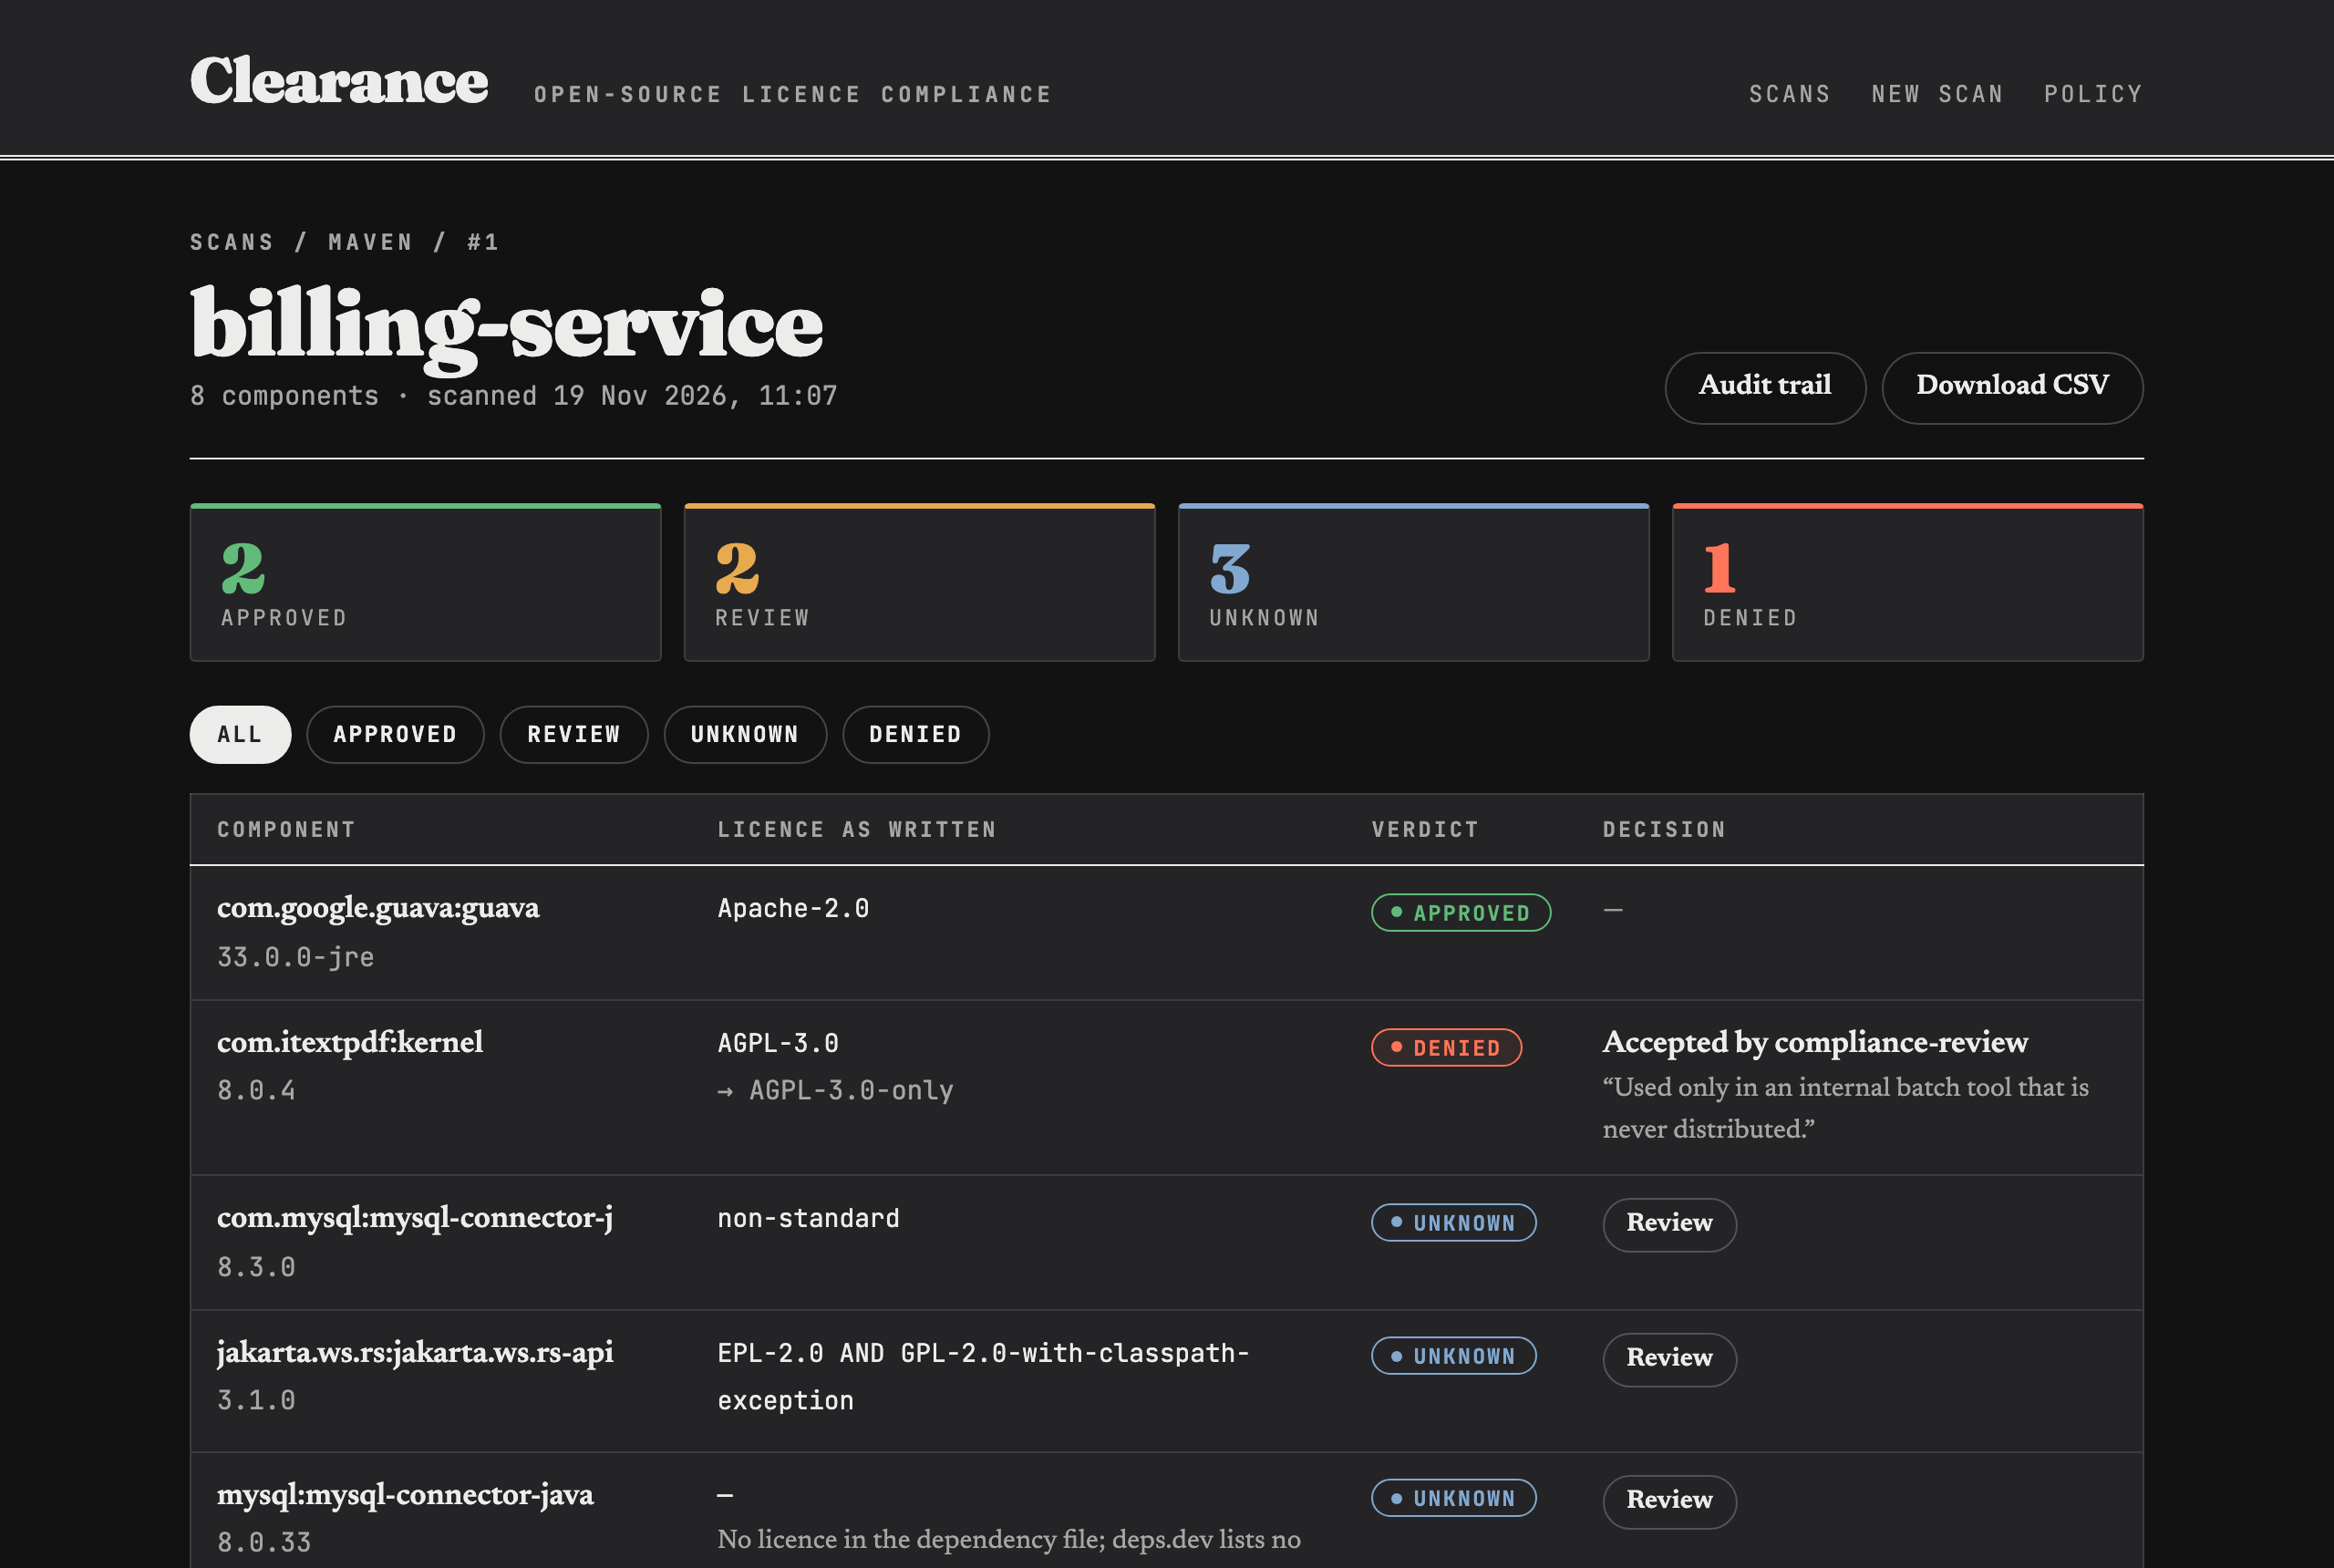 Clearance
OPEN-SOURCE LICENCE COMPLIANCE
SCANS
NEW SCAN
POLICY
SCANS / MAVEN / #1
billing-service
8 components · scanned 19 Nov 2026, 11:07
Audit trail
Download CSV
2
APPROVED
2
REVIEW
3
UNKNOWN
1
DENIED
ALL
APPROVED
REVIEW
UNKNOWN
DENIED
COMPONENT
LICENCE AS WRITTEN
VERDICT
DECISION
com.google.guava:guava
33.0.0-jre
Apache-2.0
APPROVED
—
com.itextpdf:kernel
8.0.4
AGPL-3.0
→ AGPL-3.0-only
DENIED
Accepted by compliance-review
“Used only in an internal batch tool that is
never distributed.”
com.mysql:mysql-connector-j
8.3.0
non-standard
UNKNOWN
Review
jakarta.ws.rs:jakarta.ws.rs-api
3.1.0
EPL-2.0 AND GPL-2.0-with-classpath-
exception
UNKNOWN
Review
mysql:mysql-connector-java
8.0.33
—
No licence in the dependency file; deps.dev lists no
UNKNOWN
Review